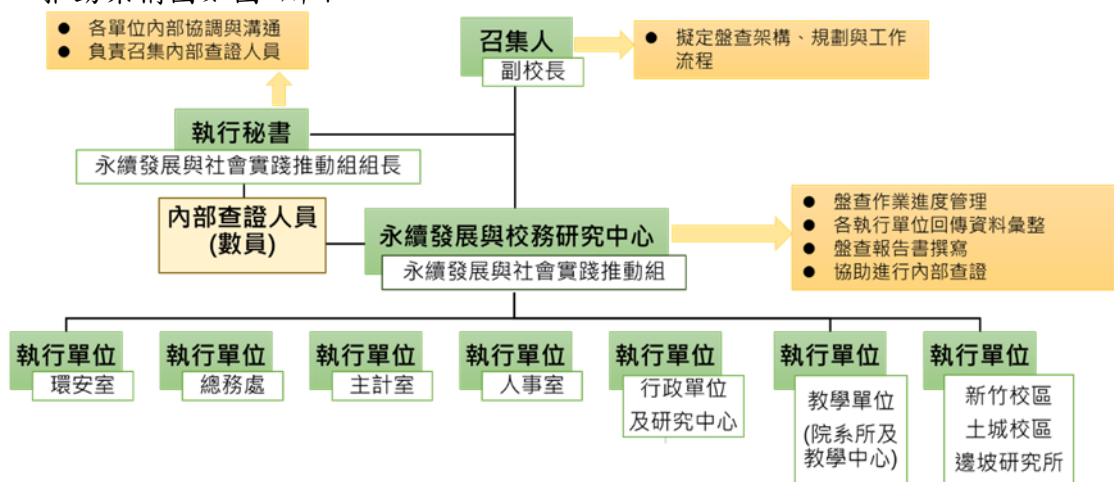 ● 各單位內部協調與溝通
● 負責召集內部查證人員
召集人
副校長
● 擬定盤查架構、規劃與工作
流程
執行秘書
永續發展與社會實踐推動組組長
內部查證人員
(數員)
永續發展與校務研究中心
永續發展與社會實踐推動組
● 盤查作業進度管理
● 各執行單位回傳資料彙整
● 盤查報告書撰寫
● 協助進行內部查證
執行單位
環安室
執行單位
總務處
執行單位
主計室
執行單位
人事室
執行單位
行政單位
及研究中心
執行單位
教學單位
(院系所及
教學中心)
執行單位
新竹校區
土城校區
邊坡研究所